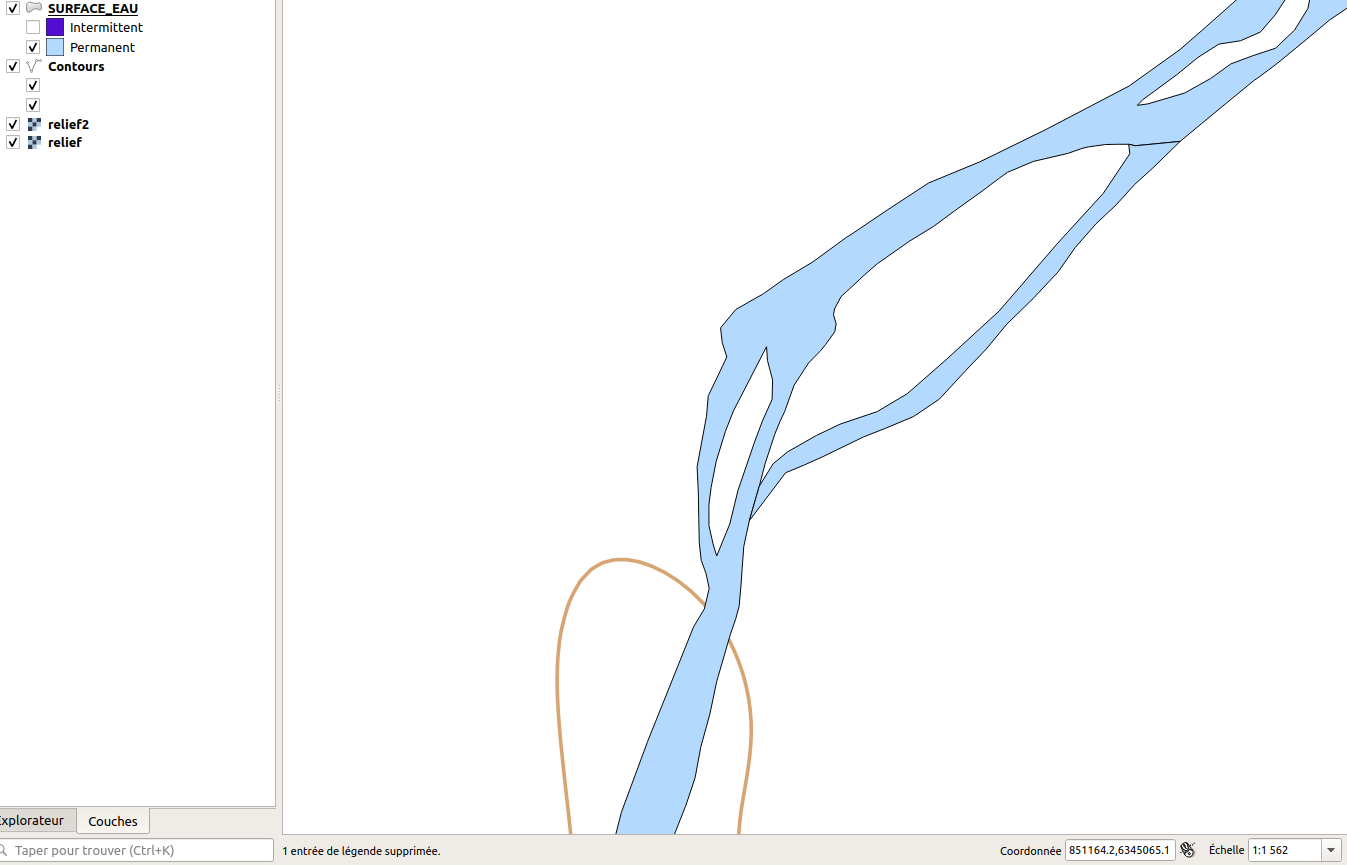 SURFACE_EAU
Intermittent
Permanent
Contours
relief2
relief
Explorateur
Couches
Taper pour trouver (Ctrl+K)
1 entrée de légende supprimée.
Coordonnée 851164.2,6345065.1 Échelle 1:1 562